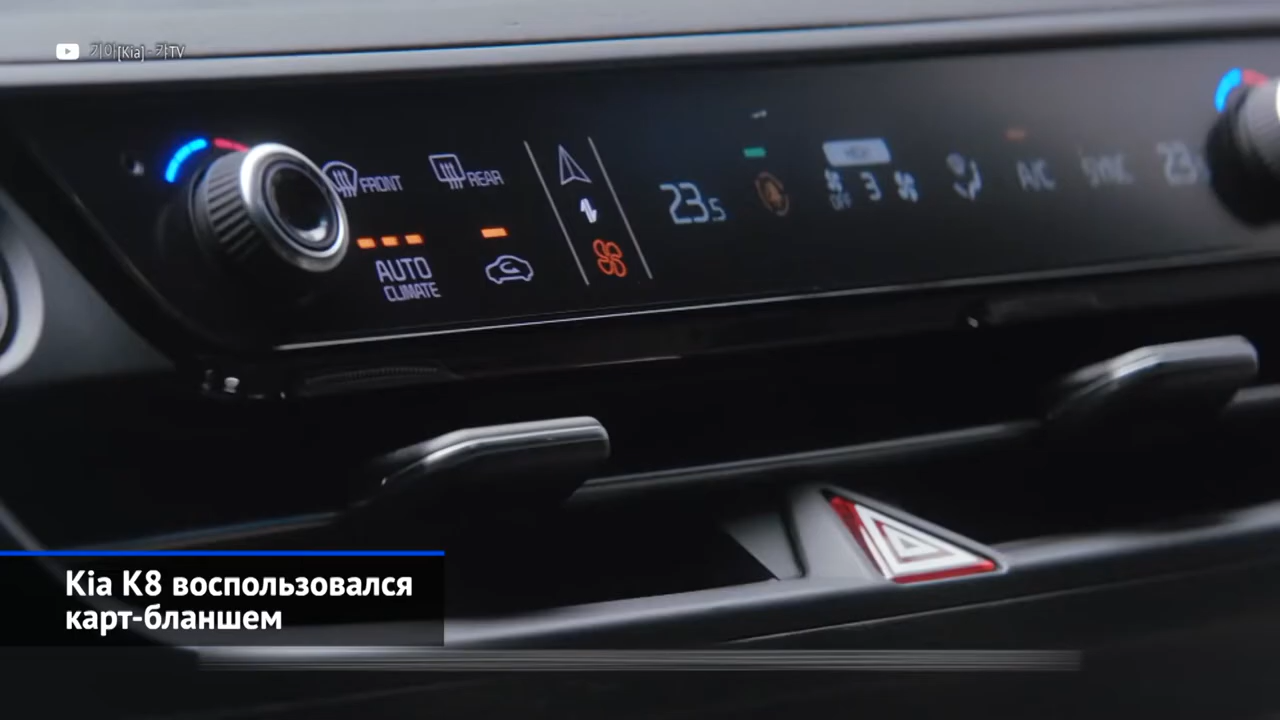 기아[Kia] - 카TV
FRONT
REAR
AUTO
CLIMATE
23.5
OFF 3
A/C
SYNC
23
Kia K8 воспользовался
карт-бланшем